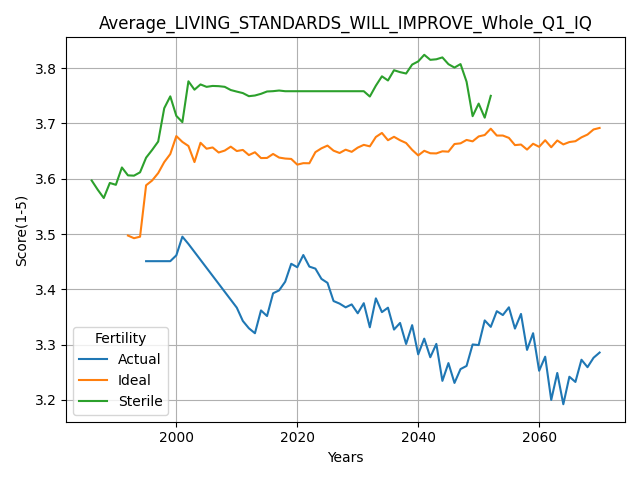 Average_LIVING_STANDARDS_WILL_IMPROVE_Whole_Q1_IQ
Score(1-5)
3.8
3.7
3.6
3.5
3.4
3.3
3.2
Fertility
Actual
Ideal
Sterile
2000 2020 2040 2060
Years